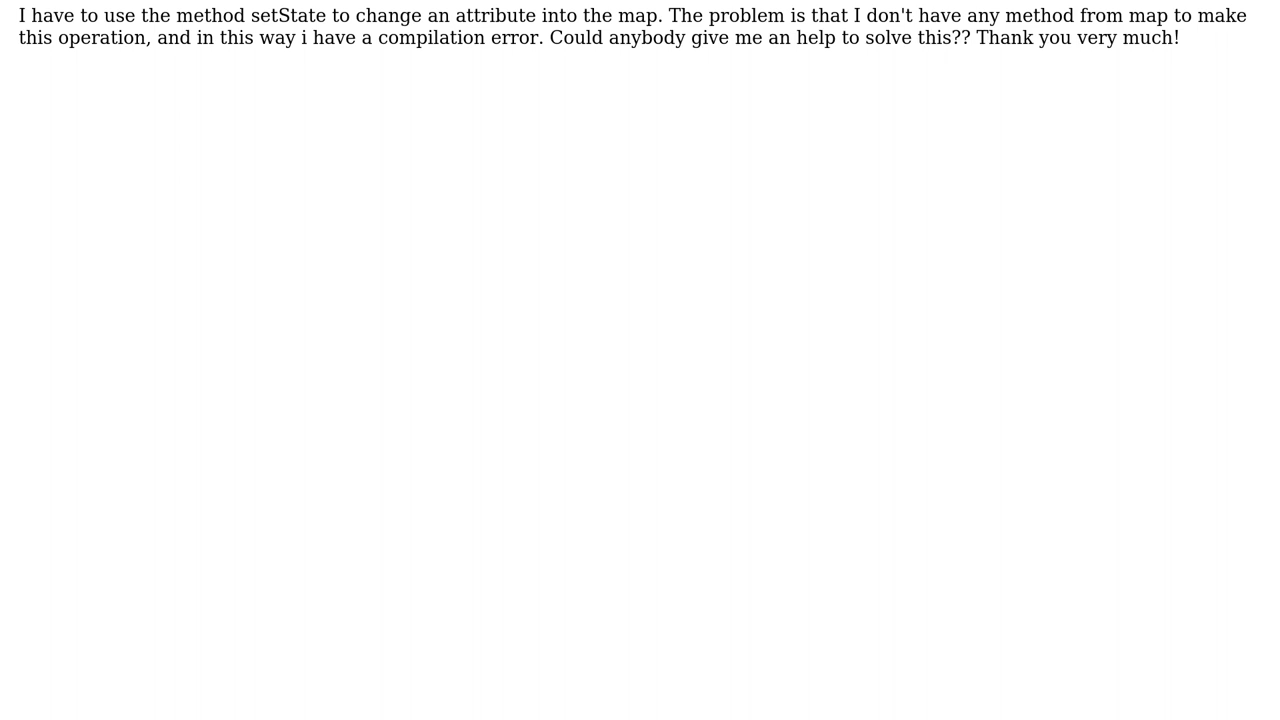 I have to use the method setState to change an attribute into the map. The problem is that I don't have any method from map to make
this operation, and in this way i have a compilation error. Could anybody give me an help to solve this?? Thank you very much!